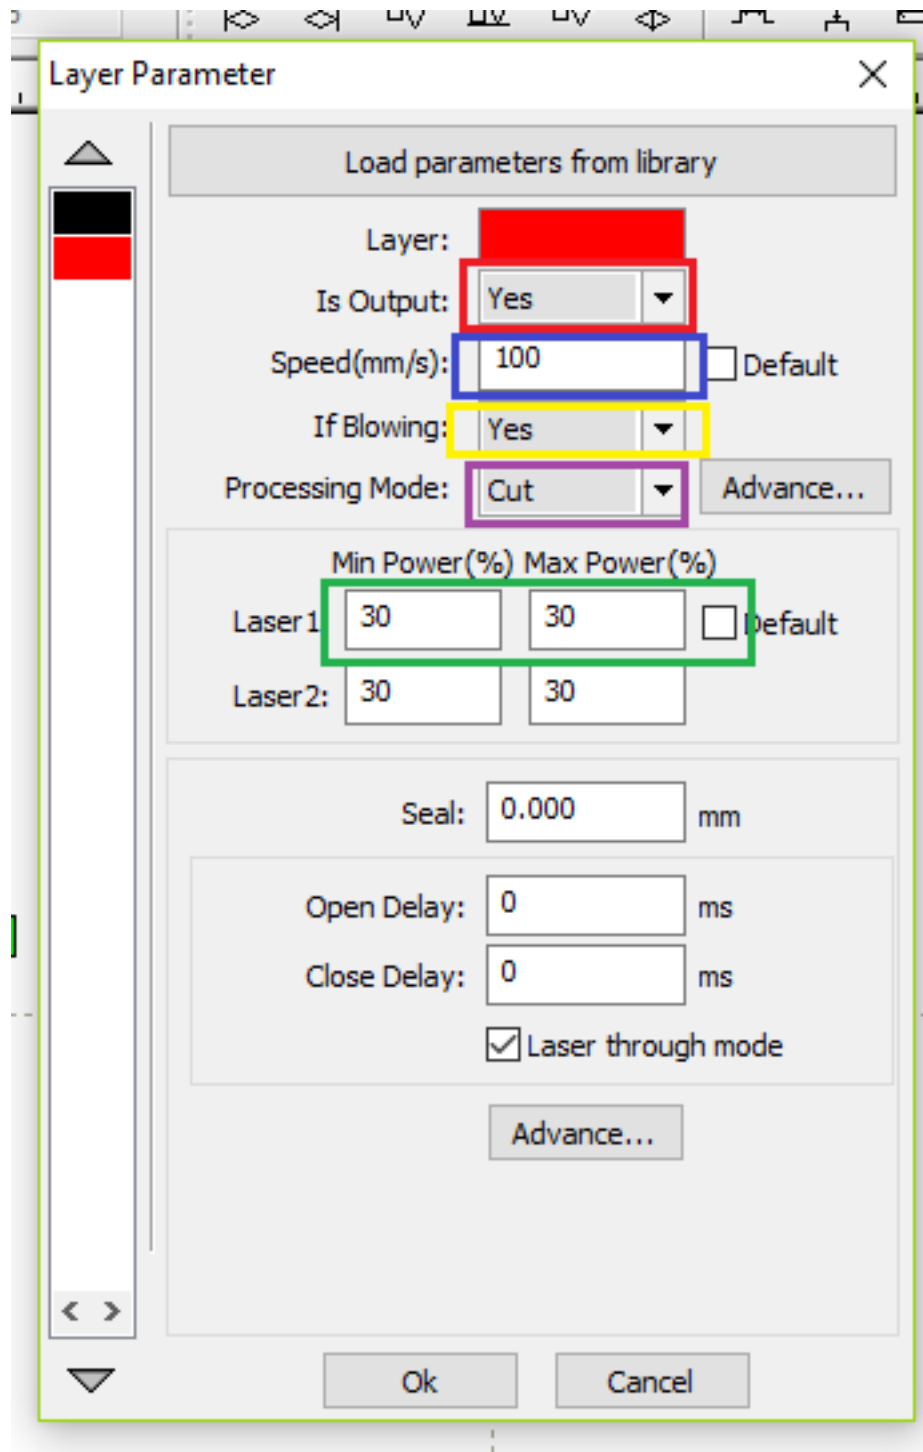 Layer Parameter
Load parameters from library
Layer:
Is Output: Yes
Speed(mm/s): 100 Default
If Blowing: Yes
Processing Mode: Cut Advance...
Min Power(%) Max Power(%)
Laser1 30 30 Default
Laser2: 30 30
Seal: 0.000 mm
Open Delay: 0 ms
Close Delay: 0 ms
Laser through mode
Advance...
Ok Cancel